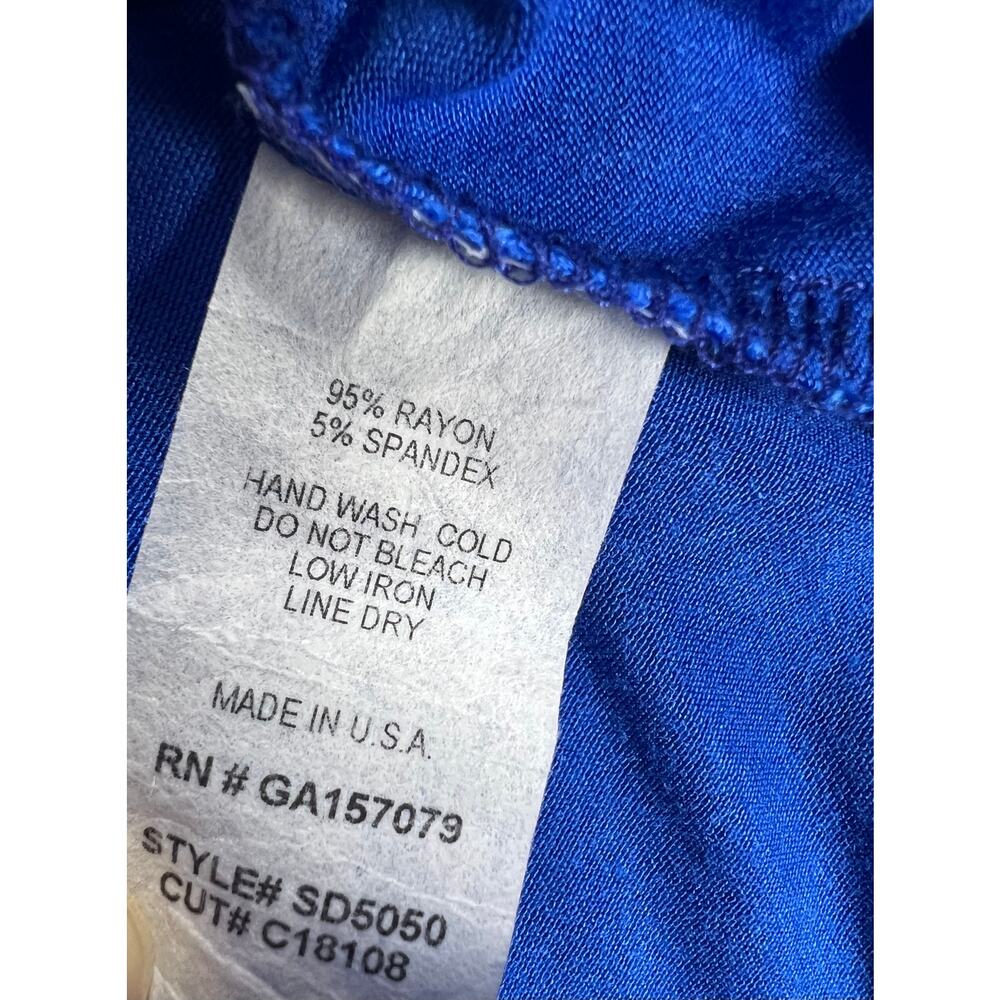 95% RAYON
5% SPANDEX
HAND WASH COLD
DO NOT BLEACH
LOW IRON
LINE DRY
MADE IN U.S.A.
RN # GA157079
STYLE# SD5050
CUT# C18108